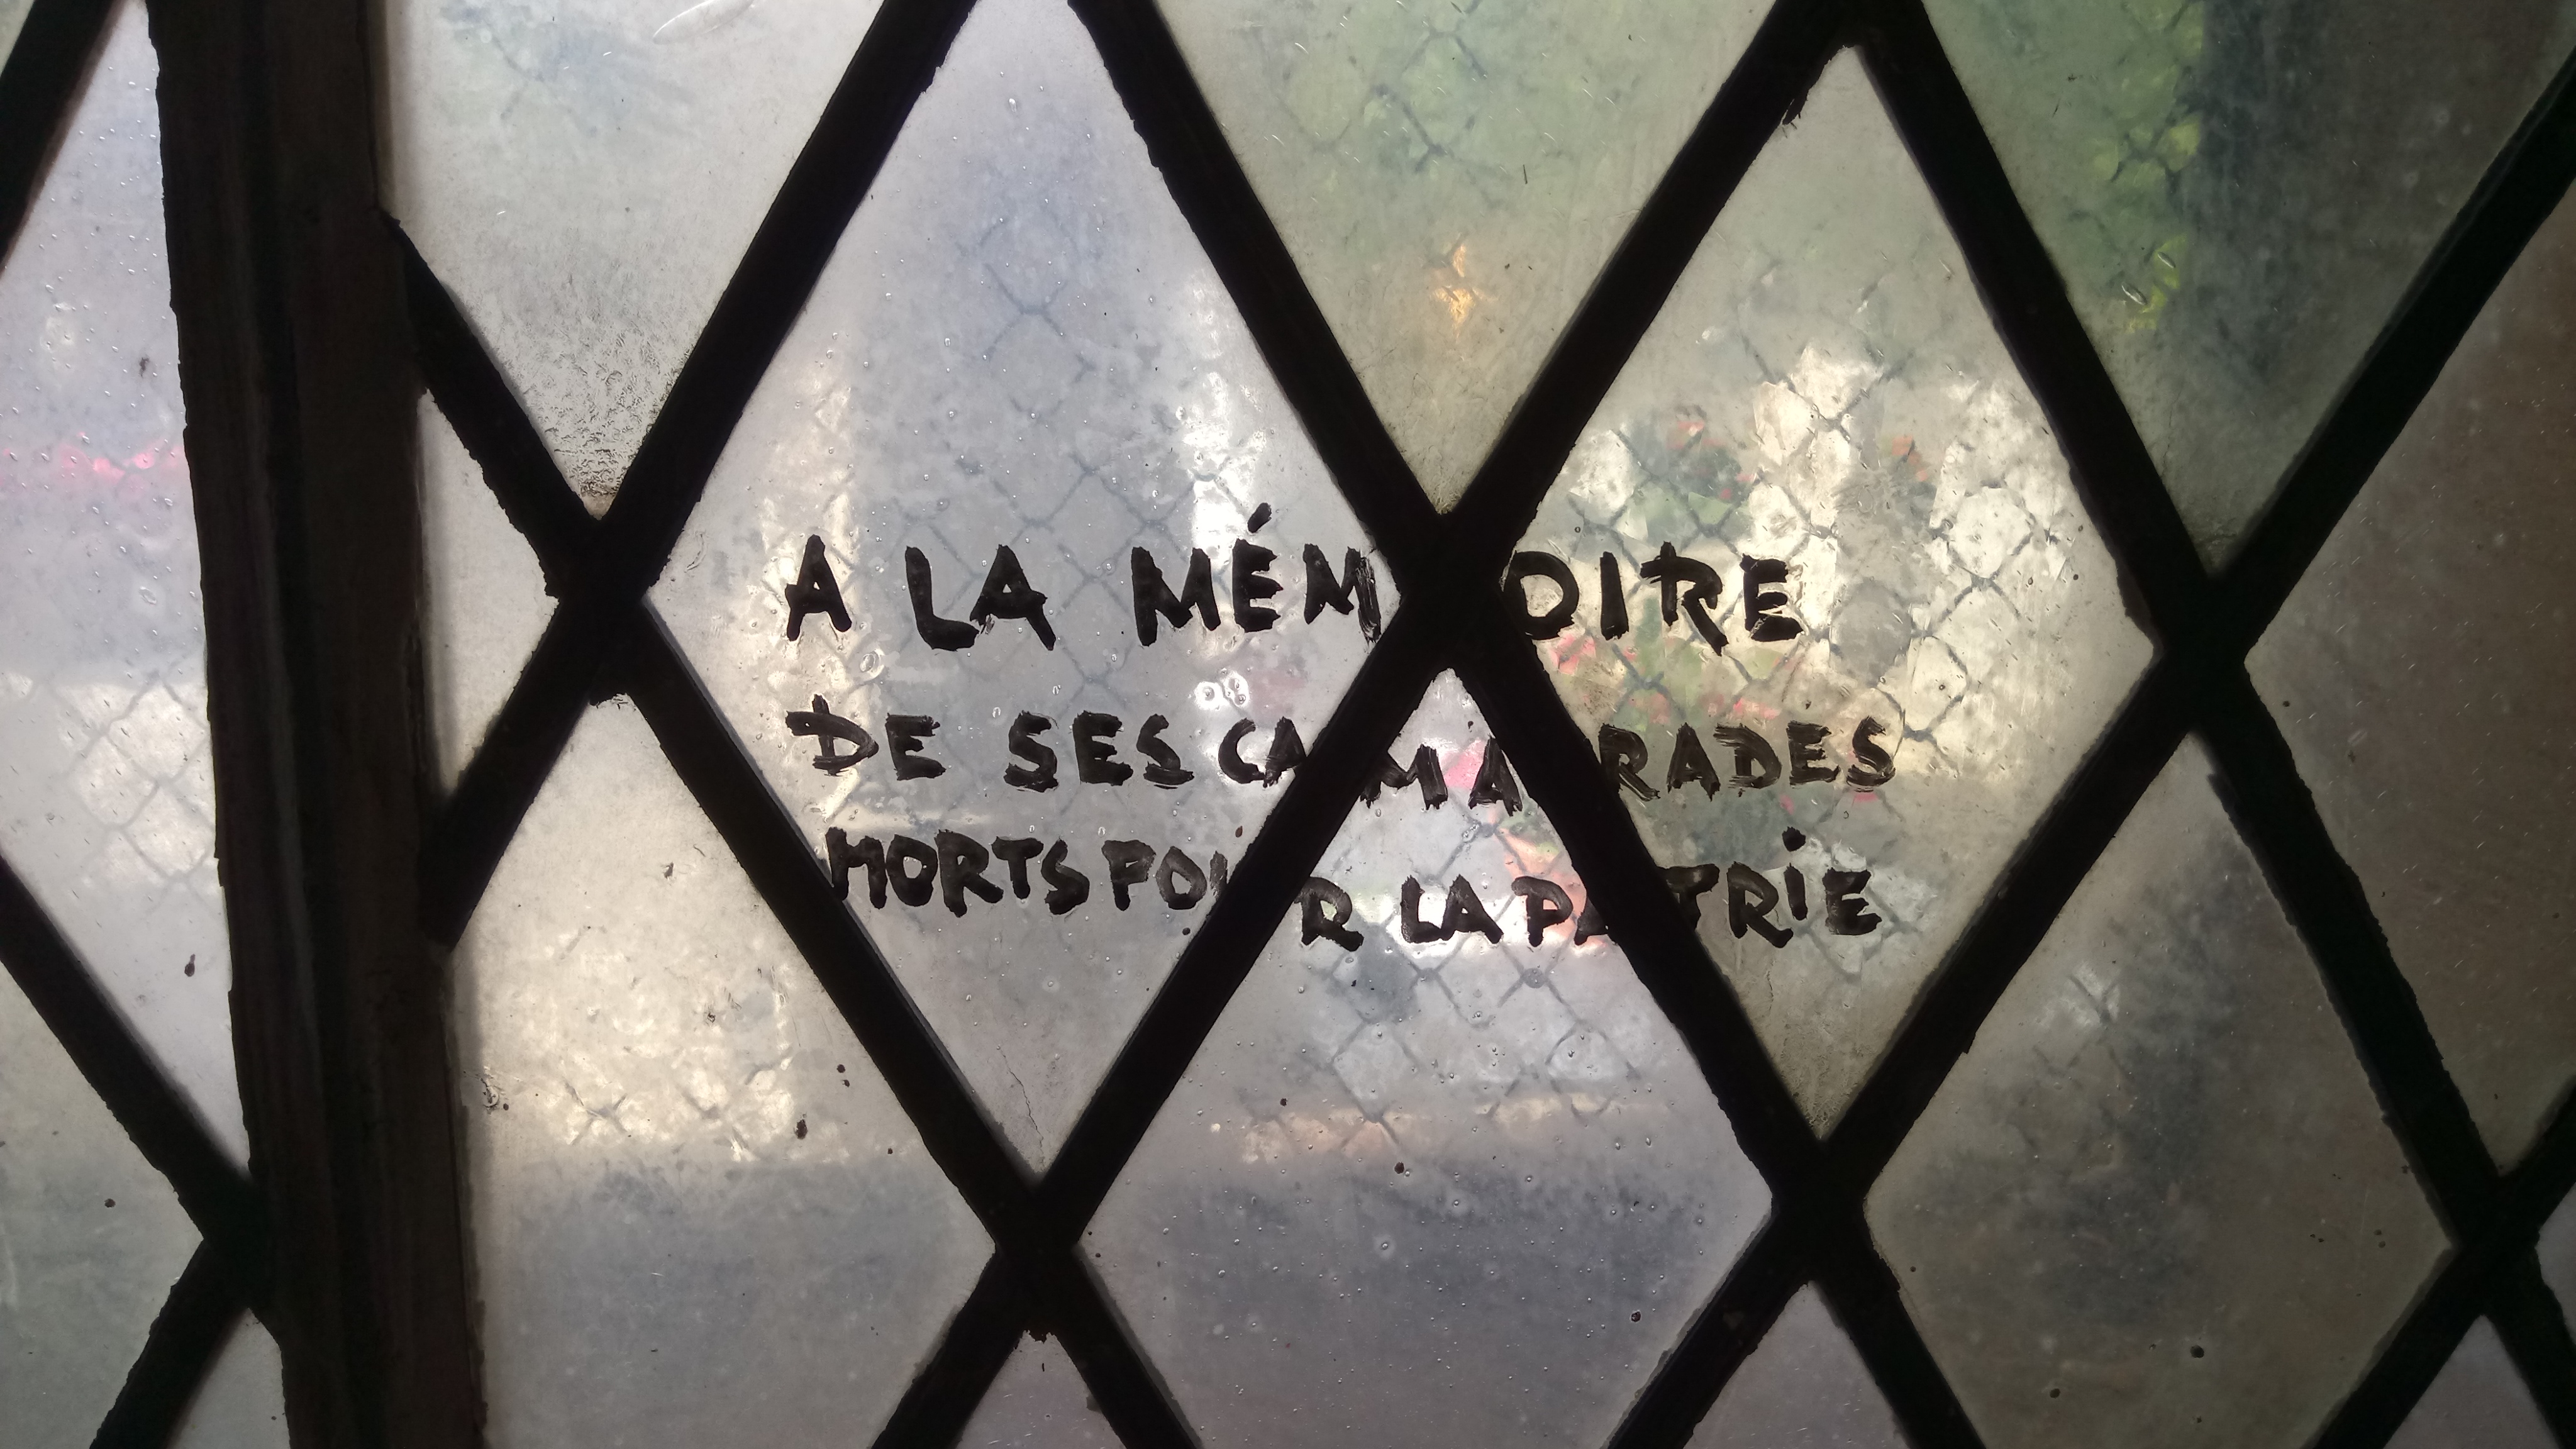 A LA MÉMOIRE
DE SES CAMARADES
MORTS POUR LA PATRIE